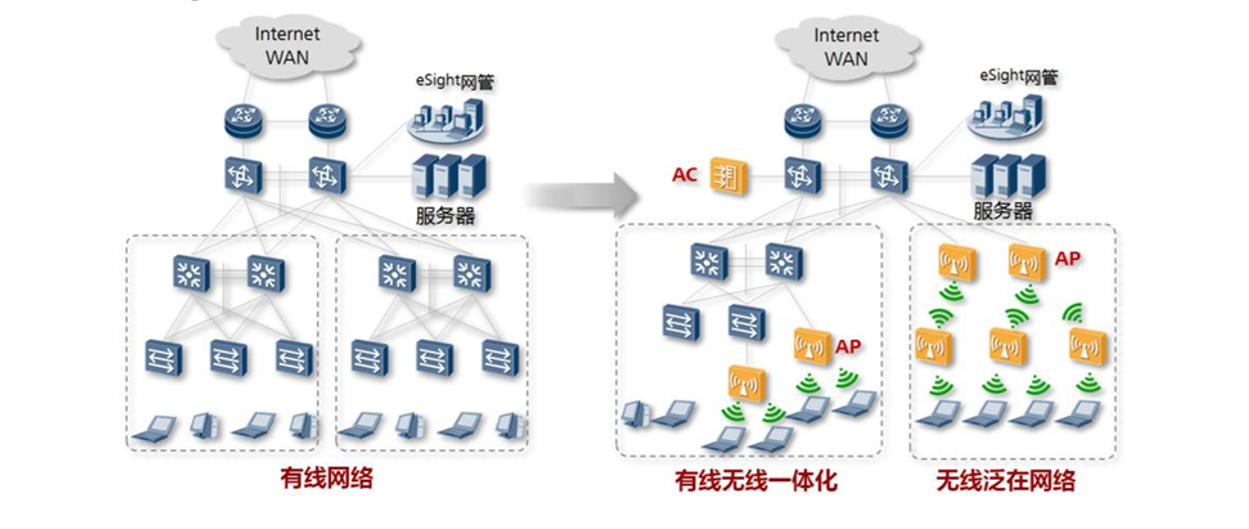 Internet
WAN
eSight网管
服务器
有线网络
Internet
WAN
eSight网管
AC
服务器
AP
AP
有线无线一体化
无线泛在网络